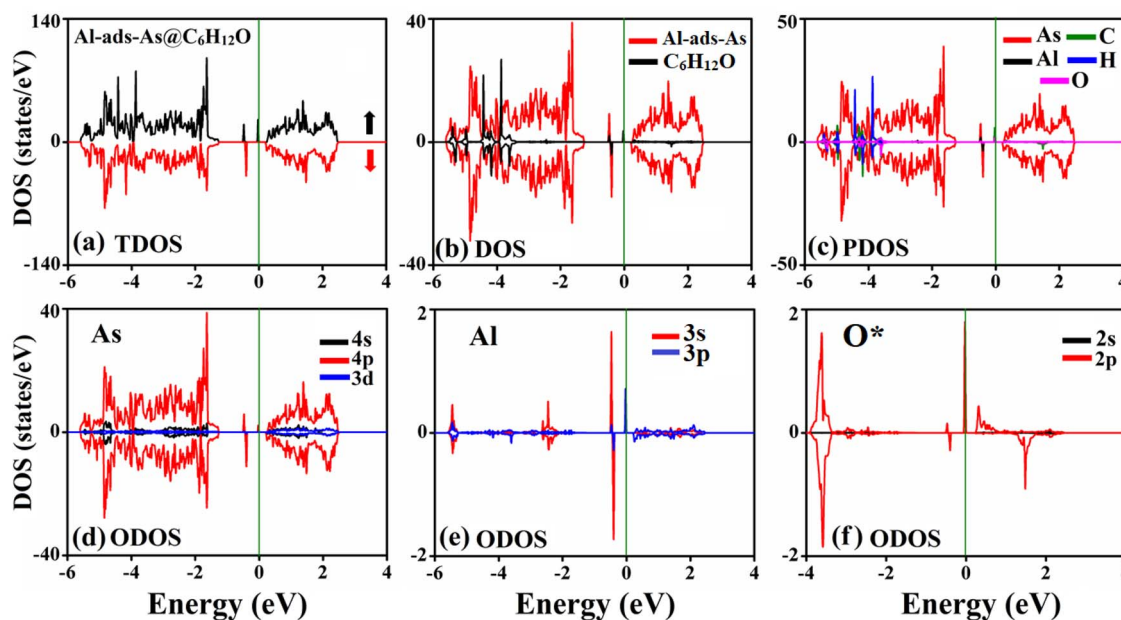 140
Al-ads-As@C₆H₁₂O
0
-140
(a) TDOS
-6 -4 -2 0 2 4
40
Al-ads-As
C₆H₁₂O
0
-40
(b) DOS
-6 -4 -2 0 2 4
50
As C
Al H
O
0
-50
(c) PDOS
-6 -4 -2 0 2 4
DOS (states/eV)
40
As
4s
4p
3d
0
-40
(d) ODOS
-6 -4 -2 0 2 4
2
Al
3s
3p
0
-2
(e) ODOS
-6 -4 -2 0 2 4
2
O*
2s
2p
0
-2
(f) ODOS
-4 -2 0 2 4
DOS (states/eV)
Energy (eV)
Energy (eV)
Energy (eV)